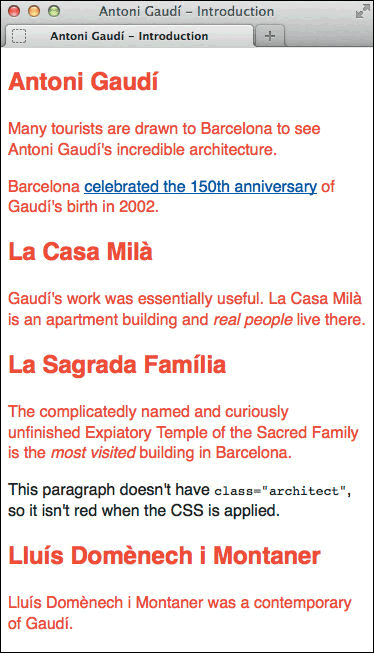 Antoni Gaudí – Introduction
Antoni Gaudí – Introduction
Antoni Gaudí
Many tourists are drawn to Barcelona to see
Antoni Gaudí's incredible architecture.
Barcelona celebrated the 150th anniversary of
Gaudí's birth in 2002.
La Casa Milà
Gaudí's work was essentially useful. La Casa Milà
is an apartment building and real people live there.
La Sagrada Família
The complicatedly named and curiously
unfinished Expiatory Temple of the Sacred Family
is the most visited building in Barcelona.
This paragraph doesn't have class="architect",
so it isn't red when the CSS is applied.
Lluís Domènech i Montaner
Lluís Domènech i Montaner was a contemporary
of Gaudí.